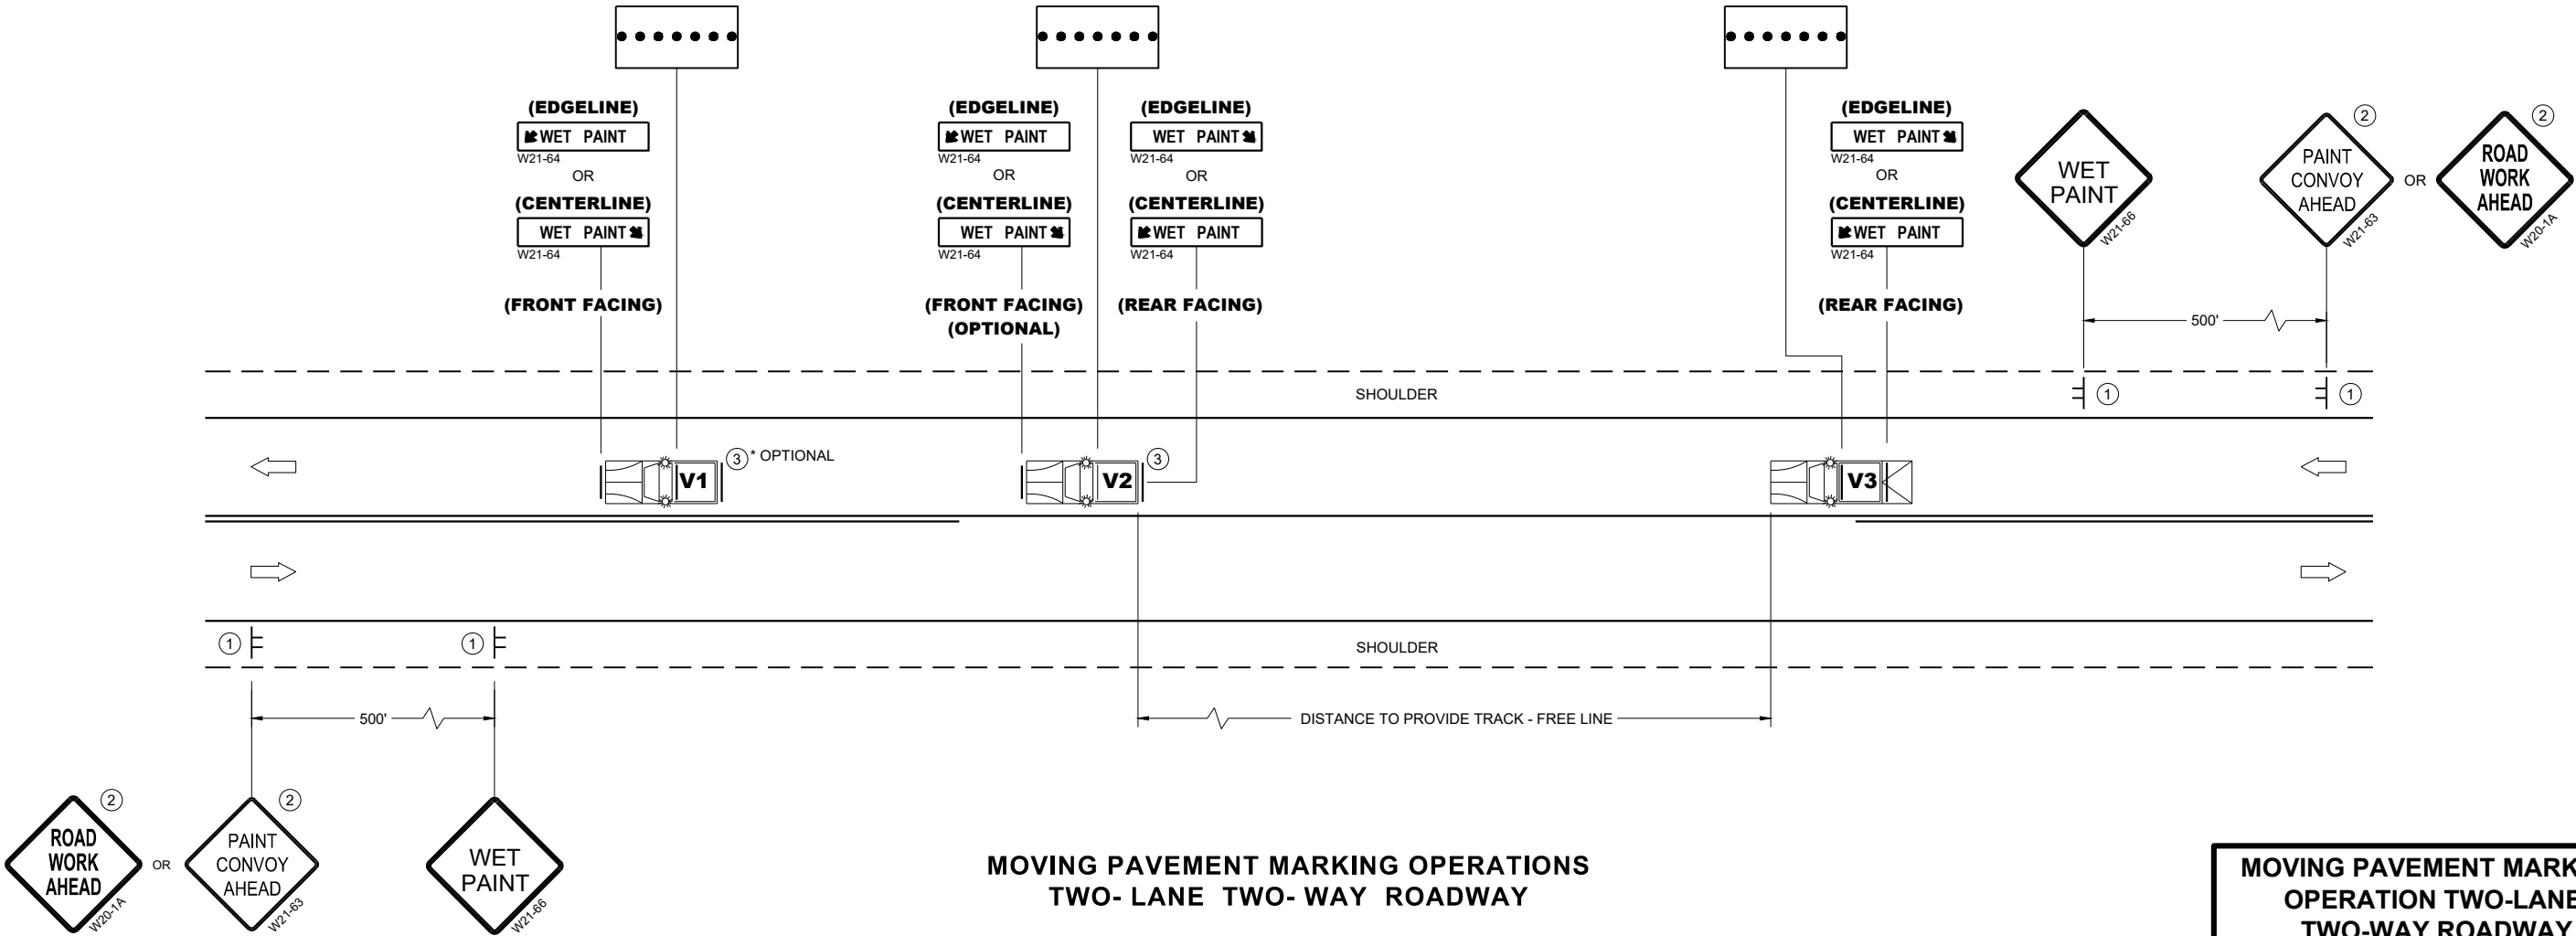 (EDGELINE)
WET PAINT
W21-64
OR
(CENTERLINE)
WET PAINT
W21-64
(FRONT FACING)
(EDGELINE)
WET PAINT
W21-64
OR
(CENTERLINE)
WET PAINT
W21-64
(FRONT FACING)
(OPTIONAL)
(EDGELINE)
WET PAINT
W21-64
OR
(CENTERLINE)
WET PAINT
W21-64
(REAR FACING)
(EDGELINE)
WET PAINT
W21-64
OR
(CENTERLINE)
WET PAINT
W21-64
(REAR FACING)
WET
PAINT
W21-66
2
PAINT
CONVOY
AHEAD
W21-63
OR
2
ROAD
WORK
AHEAD
W20-1A
500'
SHOULDER
1
1
V1
3 * OPTIONAL
V2
3
V3
1
1
SHOULDER
500'
DISTANCE TO PROVIDE TRACK - FREE LINE
2
ROAD
WORK
AHEAD
W20-1A
OR
2
PAINT
CONVOY
AHEAD
W21-63
WET
PAINT
W21-66
MOVING PAVEMENT MARKING OPERATIONS
TWO- LANE TWO- WAY ROADWAY
MOVING PAVEMENT MARK
OPERATION TWO-LANE
TWO-WAY ROADWAY